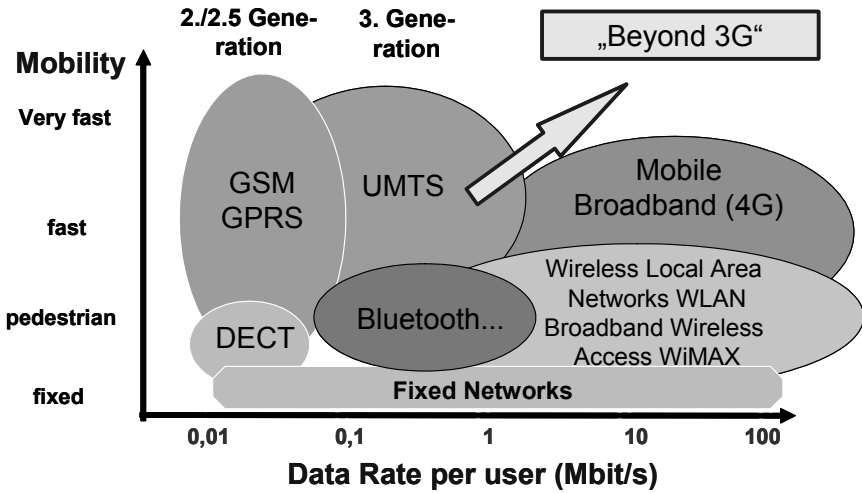 2./2.5 Gene-
ration
3. Gene-
ration
„Beyond 3G“
Mobility
Very fast
fast
pedestrian
fixed
GSM
GPRS
UMTS
Mobile
Broadband (4G)
DECT
Bluetooth...
Wireless Local Area
Networks WLAN
Broadband Wireless
Access WiMAX
Fixed Networks
0,01
0,1
1
10
100
Data Rate per user (Mbit/s)